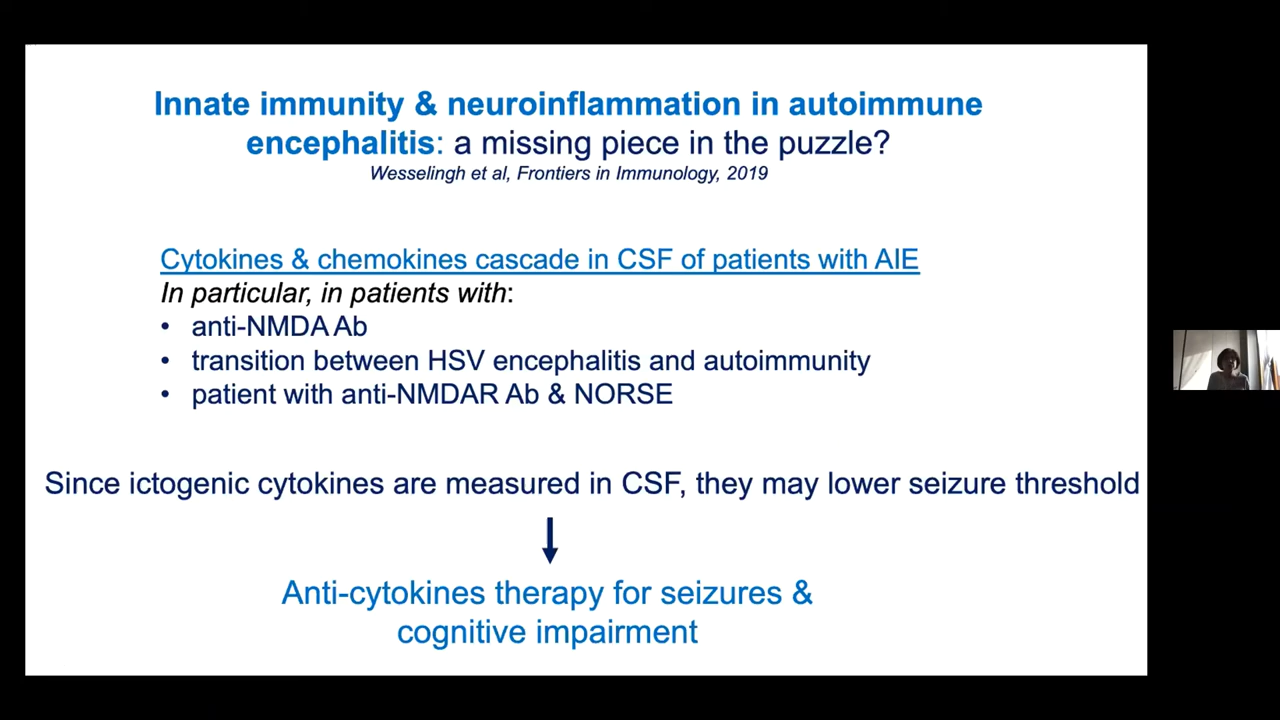 Innate immunity & neuroinflammation in autoimmune
encephalitis: a missing piece in the puzzle?
Wesselingh et al, Frontiers in Immunology, 2019
Cytokines & chemokines cascade in CSF of patients with AIE
In particular, in patients with:
• anti-NMDA Ab
• transition between HSV encephalitis and autoimmunity
• patient with anti-NMDAR Ab & NORSE
Since ictogenic cytokines are measured in CSF, they may lower seizure threshold
Anti-cytokines therapy for seizures &
cognitive impairment